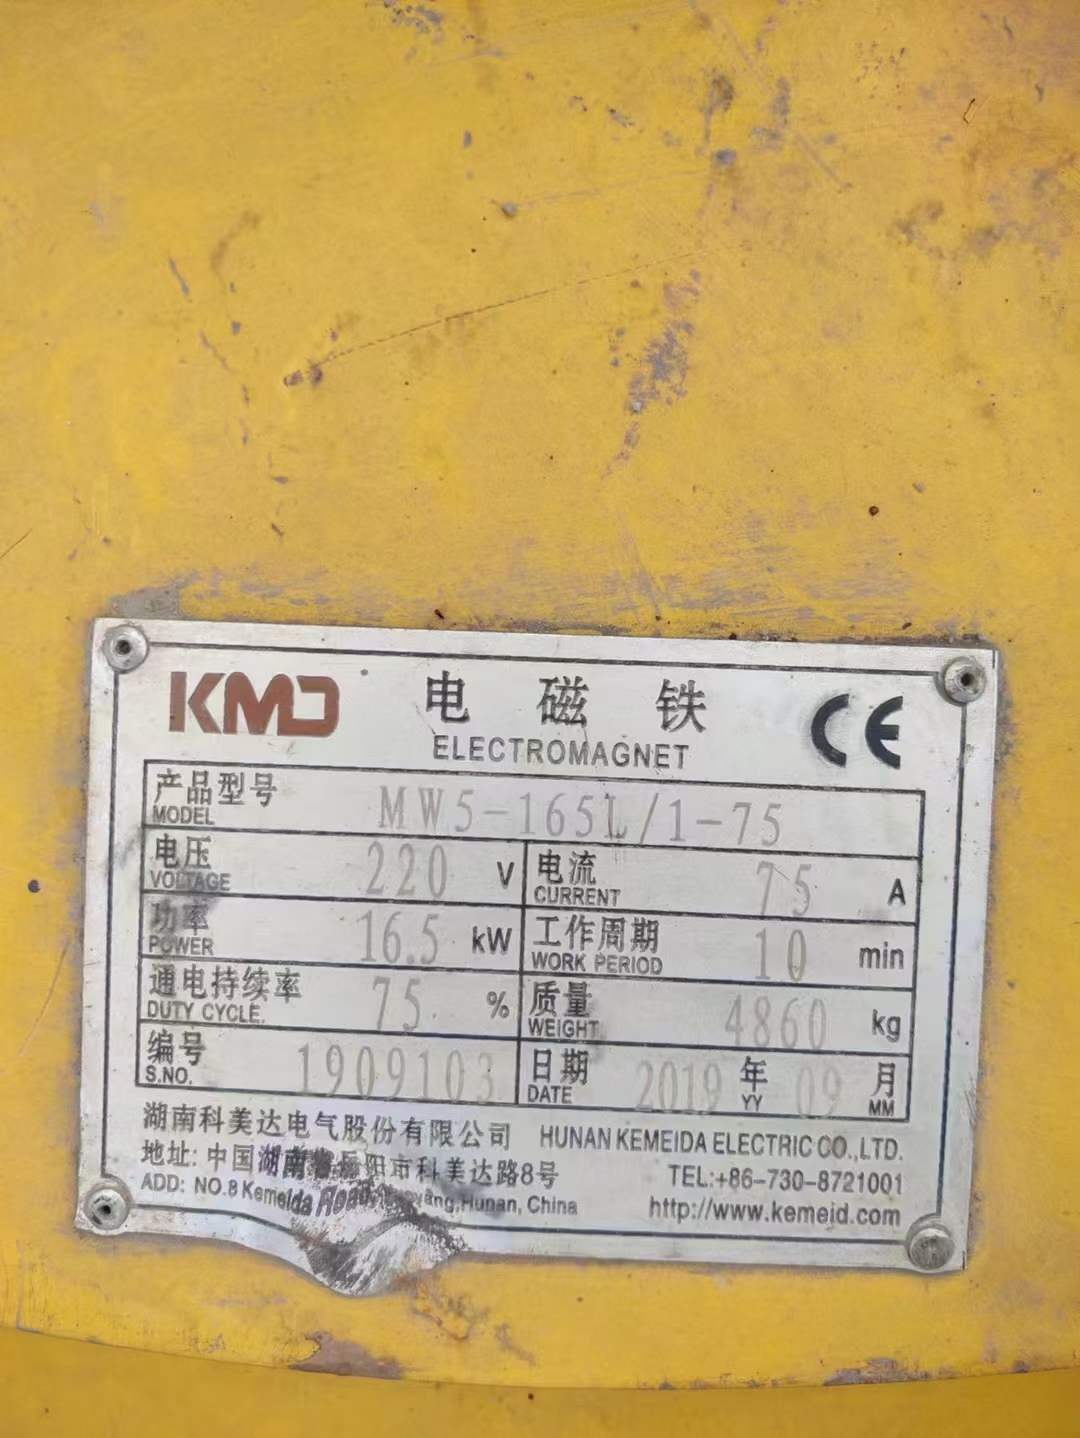 KMD 电磁铁 CE
ELECTROMAGNET
产品型号 MW5-165L/1-75
MODEL
电压 220 V 电流 75 A
VOLTAGE CURRENT
功率 16.5 kW 工作周期 10 min
POWER WORK PERIOD
通电持续率 75 % 质量 4860 kg
DUTY CYCLE. WEIGHT
编号 1909103 日期 2019 年 09 月
S.NO. DATE YY MM
湖南科美达电气股份有限公司 HUNAN KEMEIDA ELECTRIC CO.,LTD.
地址: 中国湖南省岳阳市科美达路8号 TEL:+86-730-8721001
ADD: NO.8 Kemeida Road Hunan, China http://www.kemeid.com